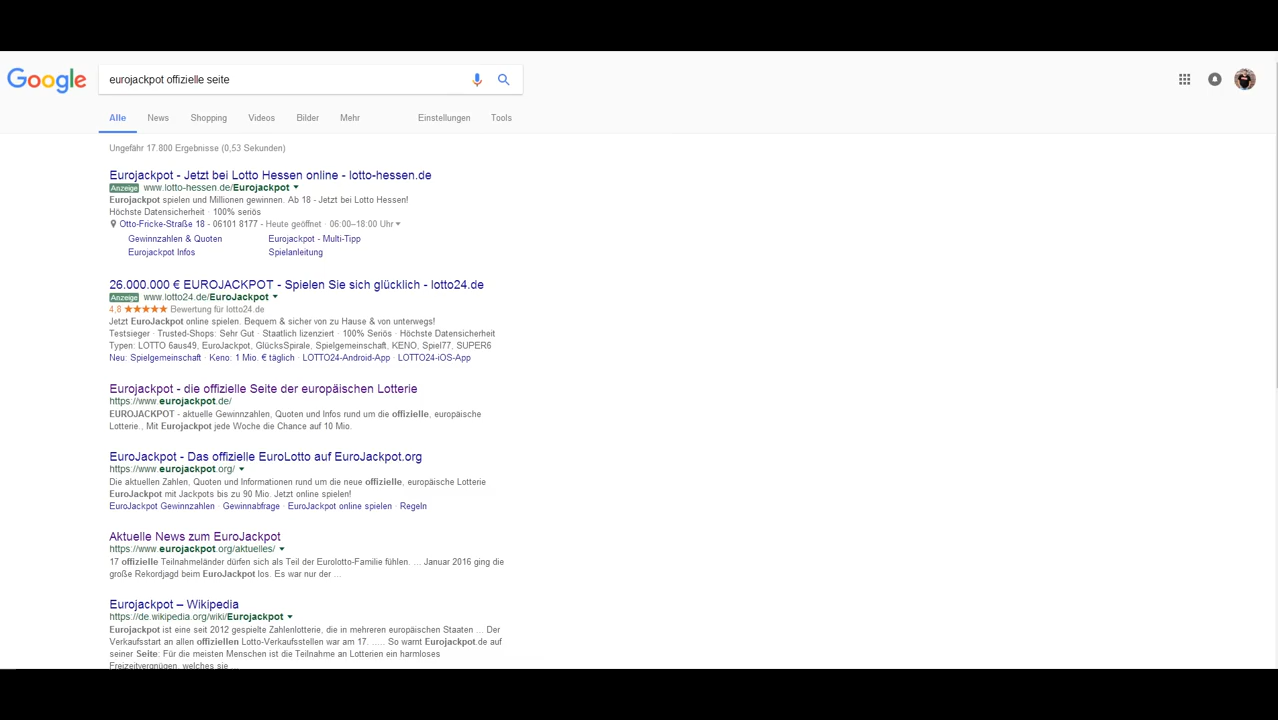 Google
eurojackpot offizielle seite
Alle News Shopping Videos Bilder Mehr Einstellungen Tools
Ungefähr 17.800 Ergebnisse (0,53 Sekunden)
Eurojackpot - Jetzt bei Lotto Hessen online - lotto-hessen.de
Anzeige www.lotto-hessen.de/Eurojackpot
Eurojackpot spielen und Millionen gewinnen. Ab 18 - Jetzt bei Lotto Hessen!
Höchste Datensicherheit · 100% seriös
Otto-Fricke-Straße 18 - 06101 8177 - Heute geöffnet · 06:00–18:00 Uhr
Gewinnzahlen & Quoten Eurojackpot - Multi-Tipp
Eurojackpot Infos Spielanleitung
26.000.000 € EUROJACKPOT - Spielen Sie sich glücklich - lotto24.de
Anzeige www.lotto24.de/EuroJackpot
4,8 ★★★★★ Bewertung für lotto24.de
Jetzt EuroJackpot online spielen. Bequem & sicher von zu Hause & von unterwegs!
Testsieger · Trusted-Shops: Sehr Gut · Staatlich lizenziert · 100% Seriös · Höchste Datensicherheit
Typen: LOTTO 6aus49, EuroJackpot, GlücksSpirale, Spielgemeinschaft, KENO, Spiel77, SUPER6
Neu: Spielgemeinschaft · Keno: 1 Mio. € täglich · LOTTO24-Android-App · LOTTO24-iOS-App
Eurojackpot - die offizielle Seite der europäischen Lotterie
https://www.eurojackpot.de/
EUROJACKPOT - aktuelle Gewinnzahlen, Quoten und Infos rund um die offizielle, europäische
Lotterie., Mit Eurojackpot jede Woche die Chance auf 10 Mio.
EuroJackpot - Das offizielle EuroLotto auf EuroJackpot.org
https://www.eurojackpot.org/
Die aktuellen Zahlen, Quoten und Informationen rund um die neue offizielle, europäische Lotterie
EuroJackpot mit Jackpots bis zu 90 Mio. Jetzt online spielen!
EuroJackpot Gewinnzahlen · Gewinnabfrage · EuroJackpot online spielen · Regeln
Aktuelle News zum EuroJackpot
https://www.eurojackpot.org/aktuelles/
17 offizielle Teilnahmeländer dürfen sich als Teil der Eurolotto-Familie fühlen. ... Januar 2016 ging die
große Rekordjagd beim EuroJackpot los. Es war nur der ...
Eurojackpot – Wikipedia
https://de.wikipedia.org/wiki/Eurojackpot
Eurojackpot ist eine seit 2012 gespielte Zahlenlotterie, die in mehreren europäischen Staaten ... Der
Verkaufsstart an allen offiziellen Lotto-Verkaufsstellen war am 17. ..... So warnt Eurojackpot.de auf
seiner Seite: Für die meisten Menschen ist die Teilnahme an Lotterien ein harmloses
Freizeitvergnügen, welches sie ...